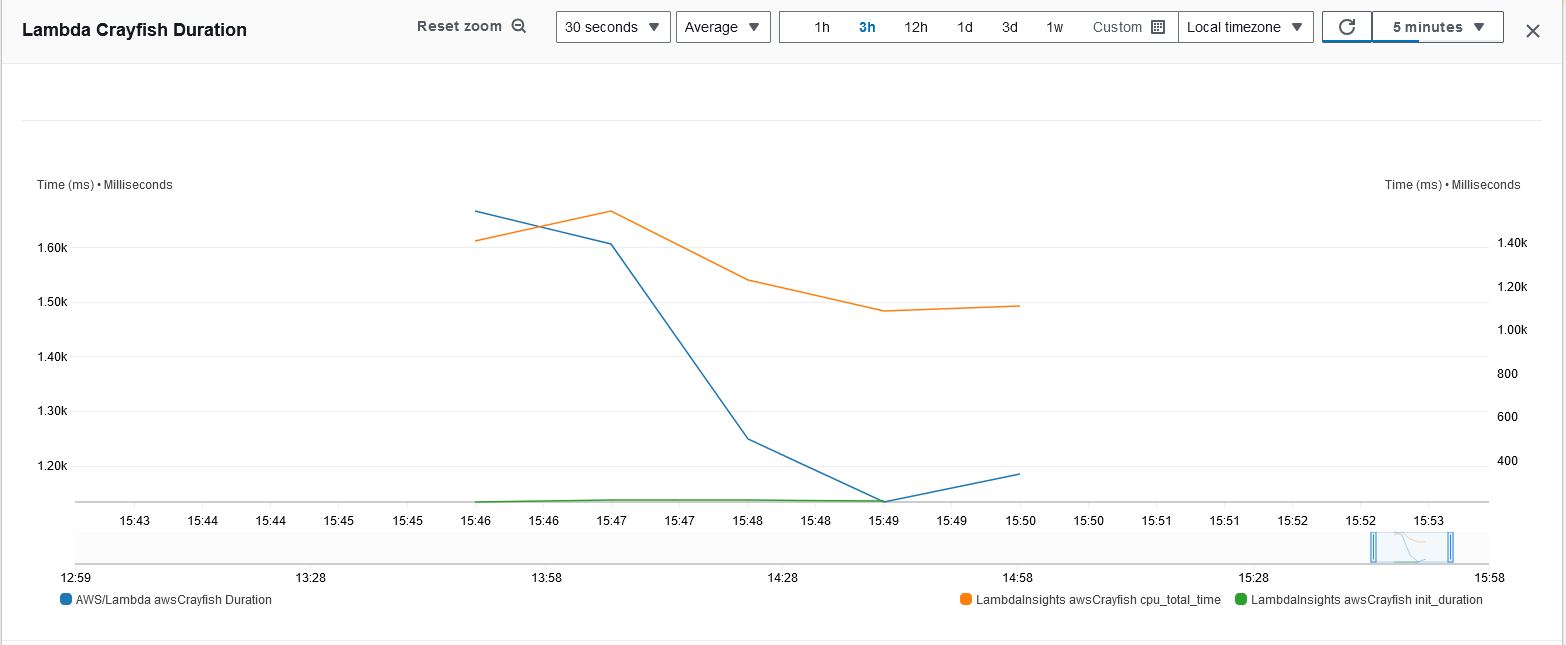 Lambda Crayfish Duration Reset zoom 30 seconds Average 1h 3h 12h 1d 3d 1w Custom Local timezone 5 minutes
Time (ms) • Milliseconds Time (ms) • Milliseconds
1.60k 1.40k
1.50k 1.20k
1.40k 1.00k
1.30k 800
1.20k 600
400
15:43 15:44 15:44 15:45 15:45 15:46 15:46 15:47 15:47 15:48 15:48 15:49 15:49 15:50 15:50 15:51 15:51 15:52 15:52 15:53
12:59 13:28 13:58 14:28 14:58 15:28 15:58
AWS/Lambda awsCrayfish Duration LambdaInsights awsCrayfish cpu_total_time LambdaInsights awsCrayfish init_duration